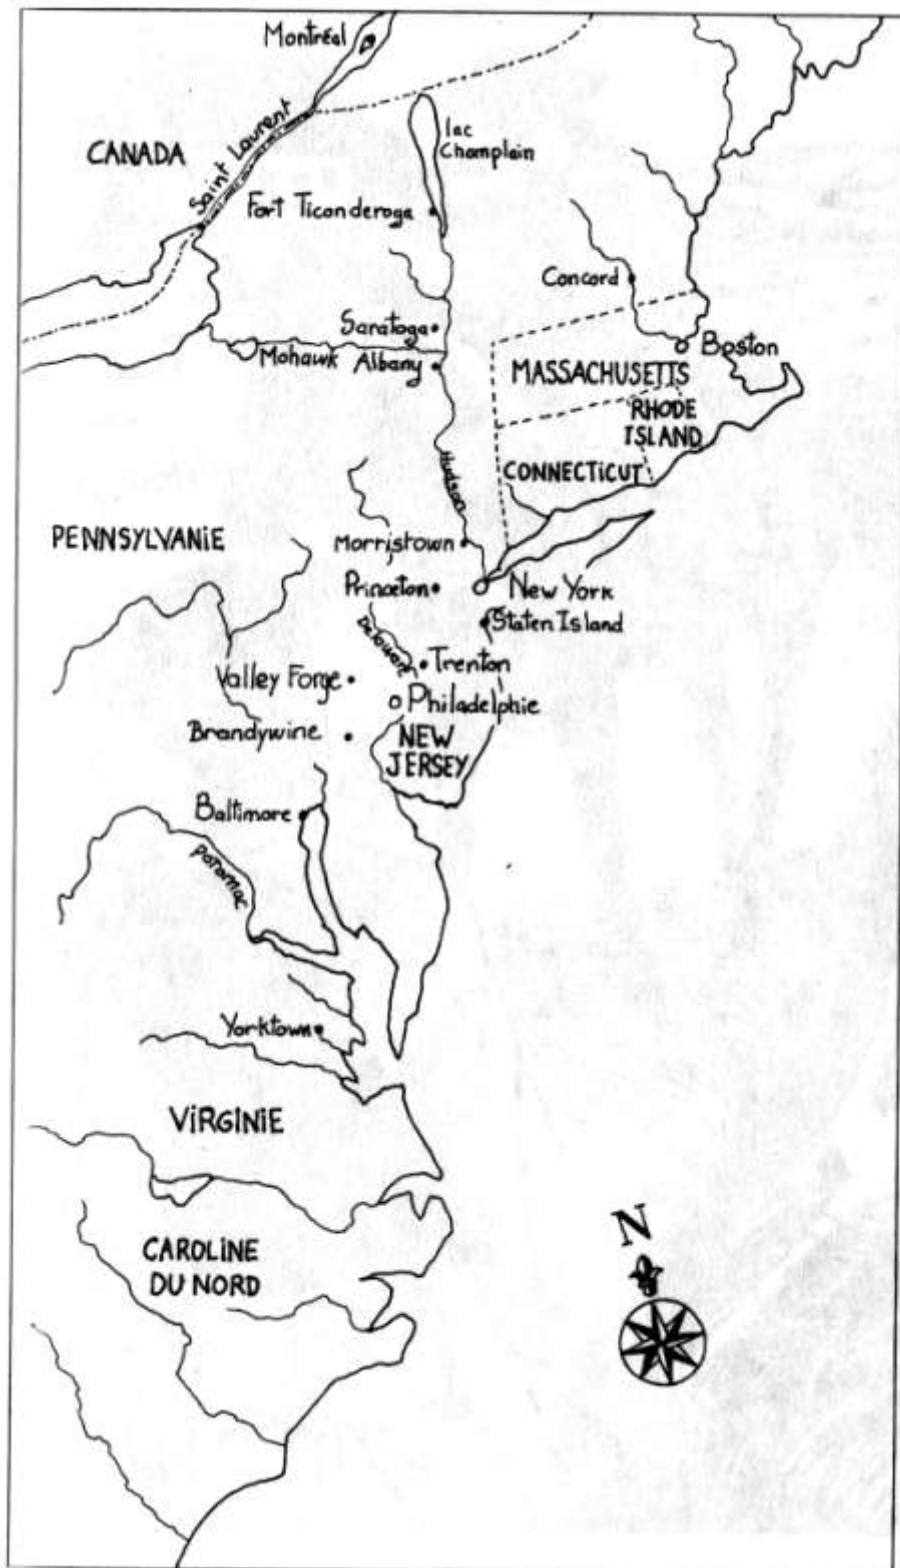 Montréal
Saint Laurent
lac
Champlain
CANADA
Fort Ticonderoga
Concord
Saratoga
Boston
Mohawk
Albany
MASSACHUSETTS
RHODE
ISLAND
CONNECTICUT
Hudson
PENNSYLVANIE
Morristown
Princeton
New York
Staten Island
Delaware
Trenton
Valley Forge
Philadelphie
Brandywine
NEW
JERSEY
Baltimore
Potomac
Yorktown
VIRGINIE
N
CAROLINE
DU NORD